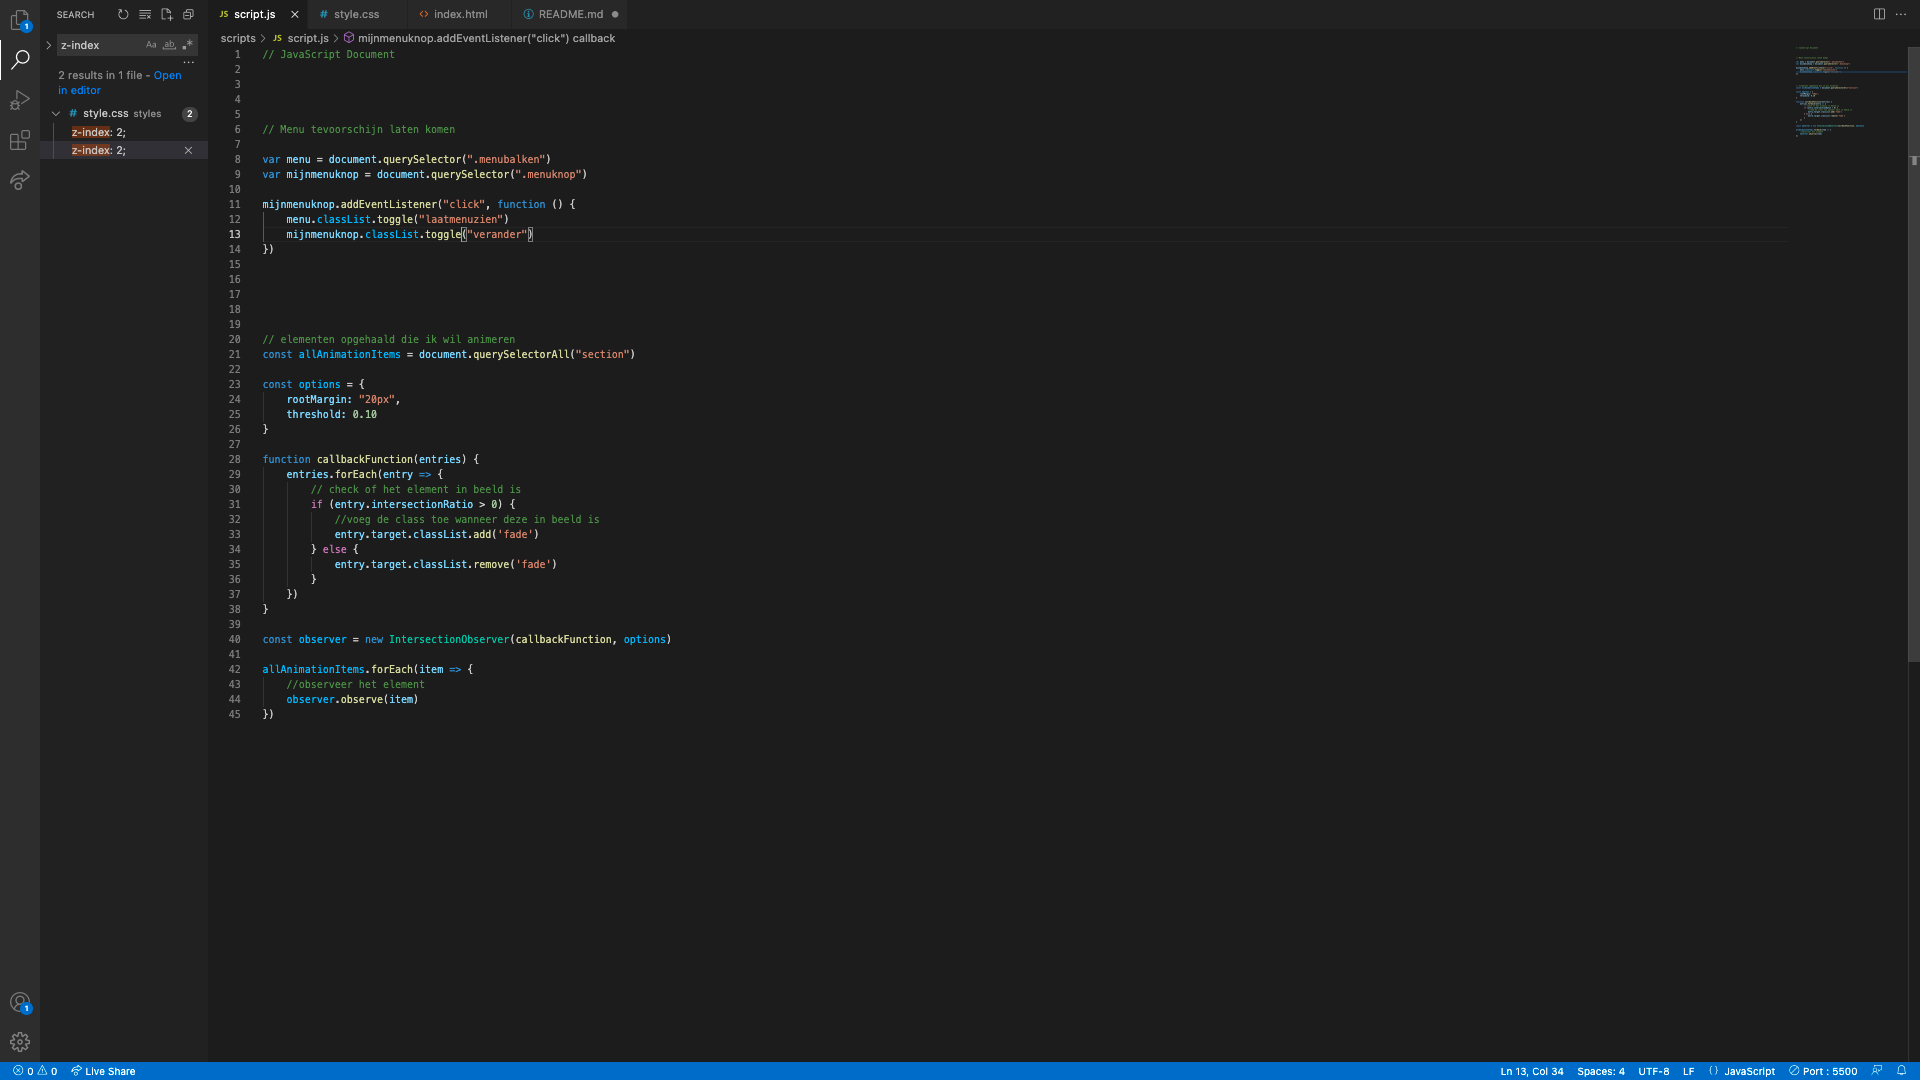 SEARCH
z-index
Aa ab .*
...
2 results in 1 file - Open
in editor
# style.css styles 2
z-index: 2;
z-index: 2;
1
1
JS script.js
# style.css
<> index.html
README.md
scripts > JS script.js > mijnmenuknop.addEventListener("click") callback
1 // JavaScript Document
2
3
4
5
6 // Menu tevoorschijn laten komen
7
8 var menu = document.querySelector(".menubalken")
9 var mijnmenuknop = document.querySelector(".menuknop")
10
11 mijnmenuknop.addEventListener("click", function () {
12 menu.classList.toggle("laatmenuzien")
13 mijnmenuknop.classList.toggle("verander")
14 })
15
16
17
18
19
20 // elementen opgehaald die ik wil animeren
21 const allAnimationItems = document.querySelectorAll("section")
22
23 const options = {
24 rootMargin: "20px",
25 threshold: 0.10
26 }
27
28 function callbackFunction(entries) {
29 entries.forEach(entry => {
30 // check of het element in beeld is
31 if (entry.intersectionRatio > 0) {
32 //voeg de class toe wanneer deze in beeld is
33 entry.target.classList.add('fade')
34 } else {
35 entry.target.classList.remove('fade')
36 }
37 })
38 }
39
40 const observer = new IntersectionObserver(callbackFunction, options)
41
42 allAnimationItems.forEach(item => {
43 //observeer het element
44 observer.observe(item)
45 })
0 0 Live Share
Ln 13, Col 34 Spaces: 4 UTF-8 LF {} JavaScript Port : 5500